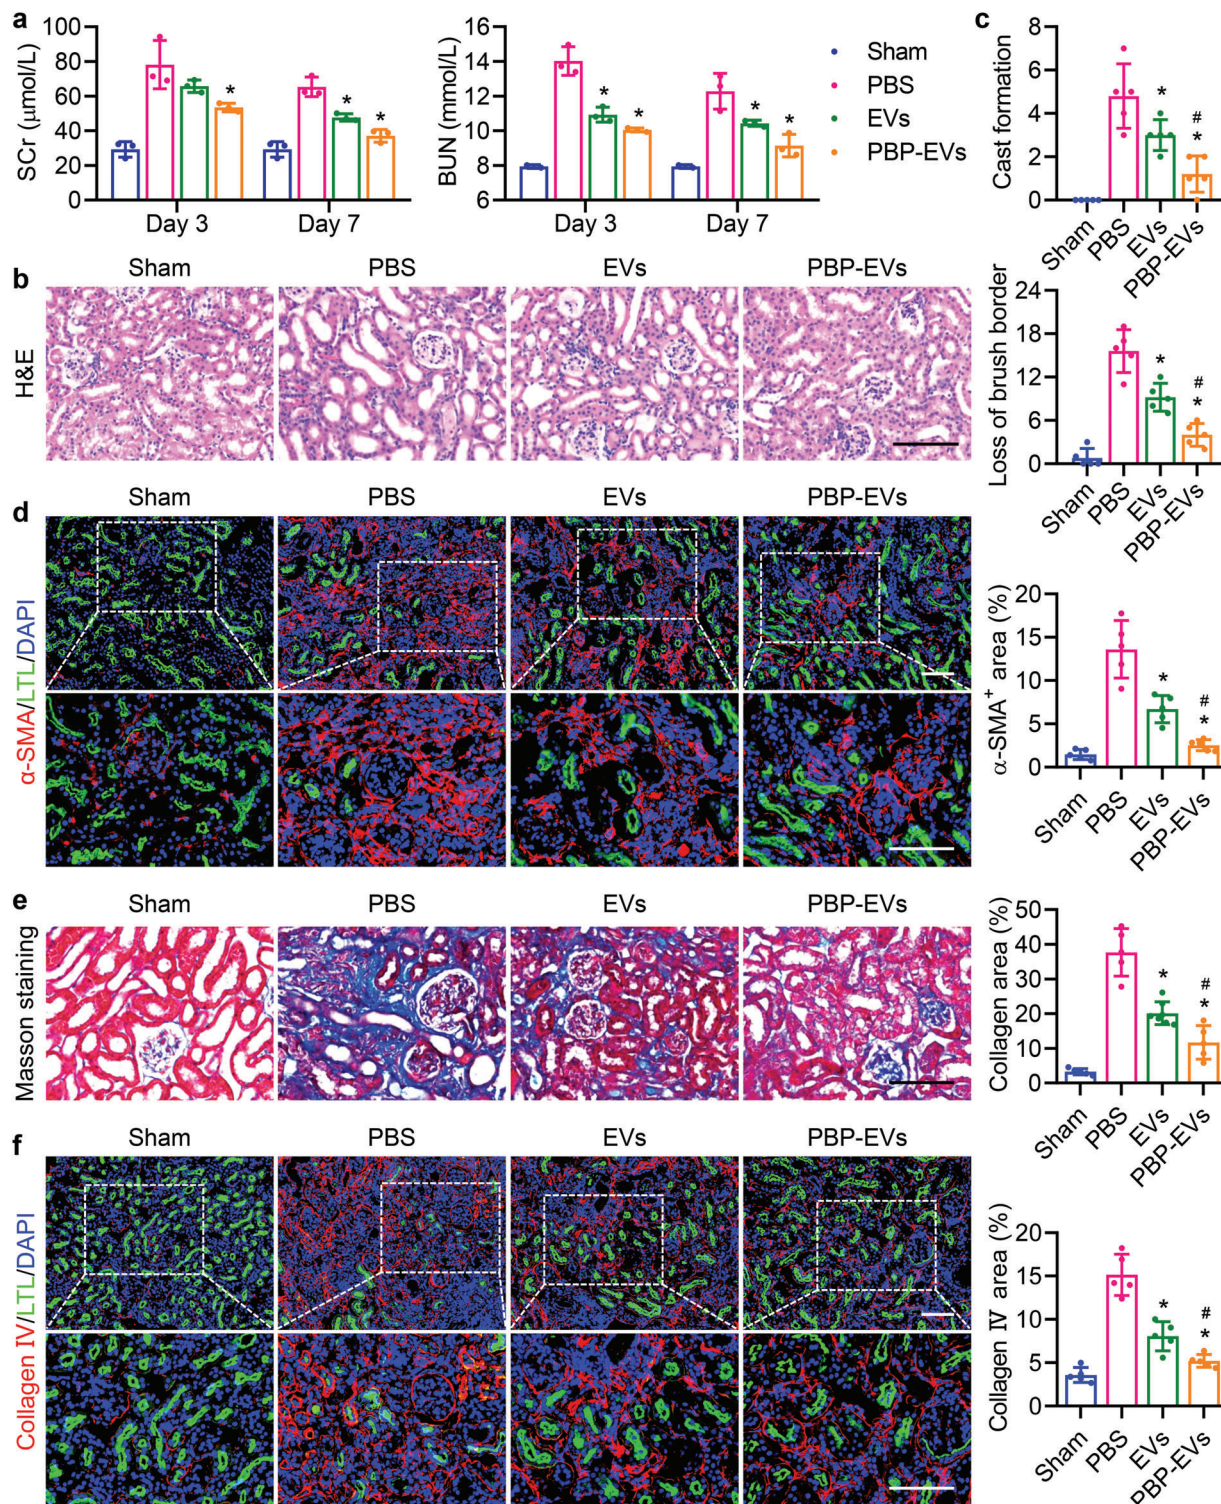 a
SCr (μmol/L)
100
80
60
40
20
0
*
*
*
Day 3
Day 7
BUN (mmol/L)
16
14
12
10
8
6
*
*
*
*
Day 3
Day 7
Sham
PBS
EVs
PBP-EVs
c
Cast formation
8
6
4
2
0
*
#
*
Sham
PBS
EVs
PBP-EVs
b
Sham
PBS
EVs
PBP-EVs
H&E
Loss of brush border
24
18
12
6
0
*
#
*
Sham
PBS
EVs
PBP-EVs
d
Sham
PBS
EVs
PBP-EVs
α-SMA/LTL/DAPI
α-SMA+ area (%)
20
15
10
5
0
*
#
*
Sham
PBS
EVs
PBP-EVs
e
Sham
PBS
EVs
PBP-EVs
Masson staining
Collagen area (%)
50
40
30
20
10
0
*
#
*
Sham
PBS
EVs
PBP-EVs
f
Sham
PBS
EVs
PBP-EVs
Collagen IV/LTL/DAPI
Collagen IV area (%)
20
15
10
5
0
*
#
*
Sham
PBS
EVs
PBP-EVs